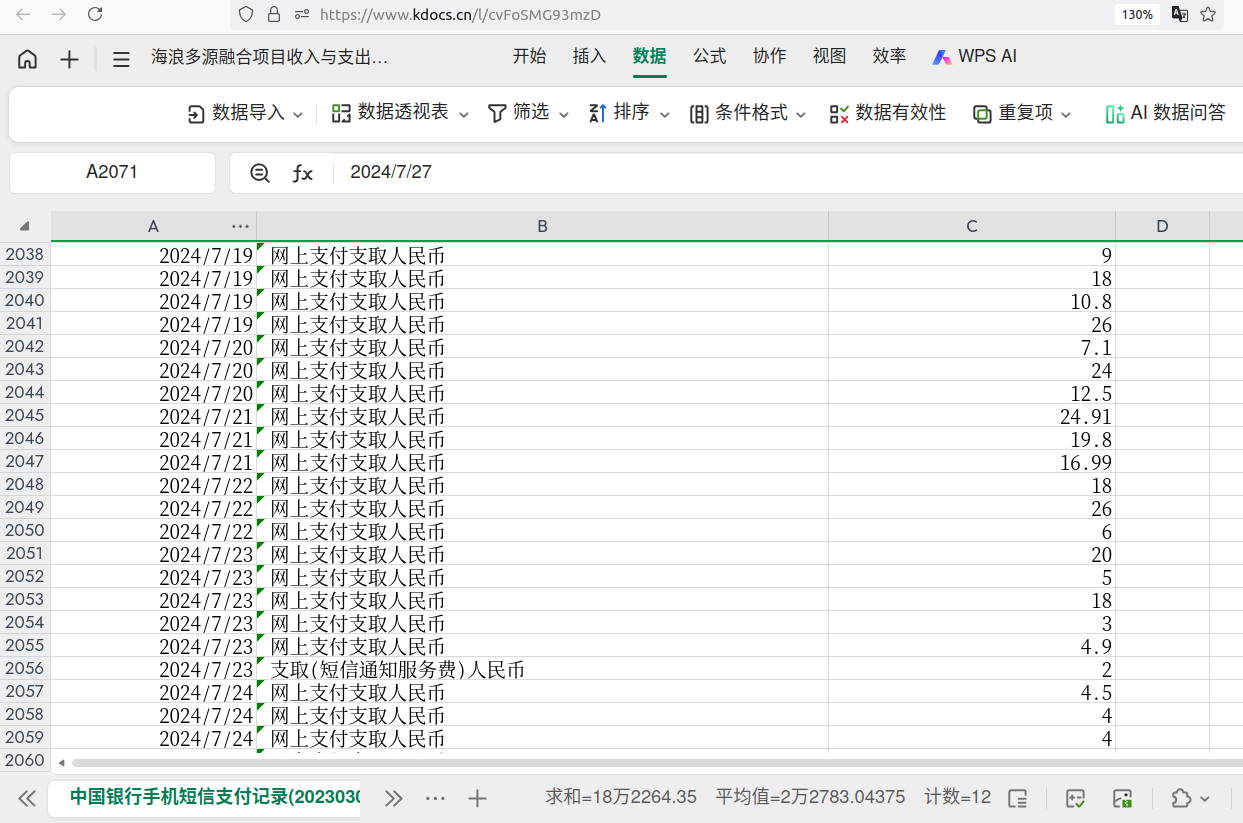 https://www.kdocs.cn/l/cvFoSMG93mzD 130%
海浪多源融合项目收入与支出... 开始 插入 数据 公式 协作 视图 效率 WPS AI
数据导入 数据透视表 筛选 排序 条件格式 数据有效性 重复项 AI 数据问答
A2071 fx 2024/7/27
A ... B C D
2038 2024/7/19 网上支付支取人民币 9
2039 2024/7/19 网上支付支取人民币 18
2040 2024/7/19 网上支付支取人民币 10.8
2041 2024/7/19 网上支付支取人民币 26
2042 2024/7/20 网上支付支取人民币 7.1
2043 2024/7/20 网上支付支取人民币 24
2044 2024/7/20 网上支付支取人民币 12.5
2045 2024/7/21 网上支付支取人民币 24.91
2046 2024/7/21 网上支付支取人民币 19.8
2047 2024/7/21 网上支付支取人民币 16.99
2048 2024/7/22 网上支付支取人民币 18
2049 2024/7/22 网上支付支取人民币 26
2050 2024/7/22 网上支付支取人民币 6
2051 2024/7/23 网上支付支取人民币 20
2052 2024/7/23 网上支付支取人民币 5
2053 2024/7/23 网上支付支取人民币 18
2054 2024/7/23 网上支付支取人民币 3
2055 2024/7/23 网上支付支取人民币 4.9
2056 2024/7/23 支取(短信通知服务费)人民币 2
2057 2024/7/24 网上支付支取人民币 4.5
2058 2024/7/24 网上支付支取人民币 4
2059 2024/7/24 网上支付支取人民币 4
2060
中国银行手机短信支付记录(2023030 ... 求和=18万2264.35 平均值=2万2783.04375 计数=12